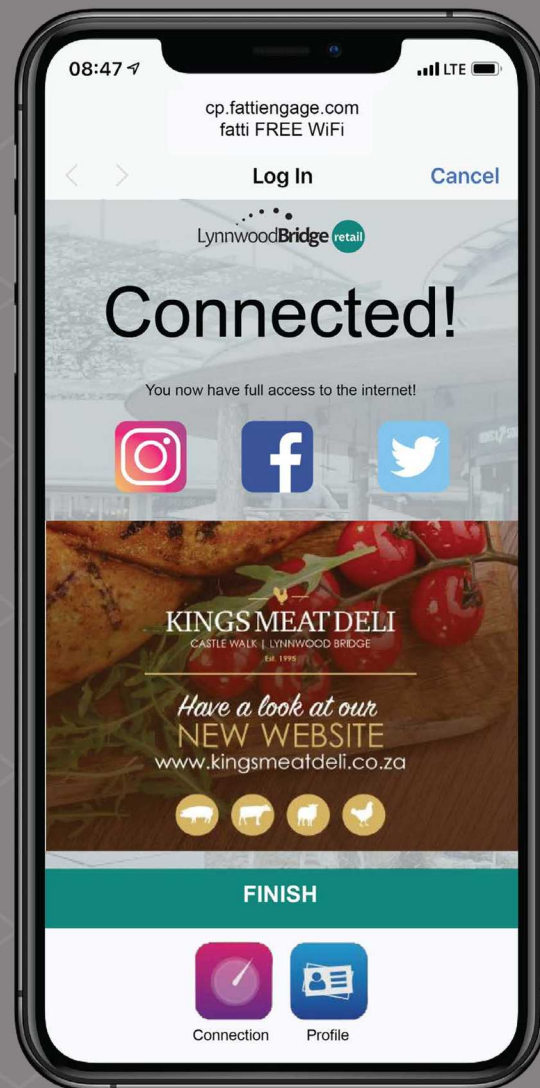 08:47
LTE
cp.fattiengage.com
fatti FREE WiFi
Log In
Cancel
LynnwoodBridge retail
Connected!
You now have full access to the internet!
KINGS MEAT DELI
CASTLE WALK | LYNNWOOD BRIDGE
Est. 1995
Have a look at our
NEW WEBSITE
www.kingsmeatdeli.co.za
FINISH
Connection
Profile